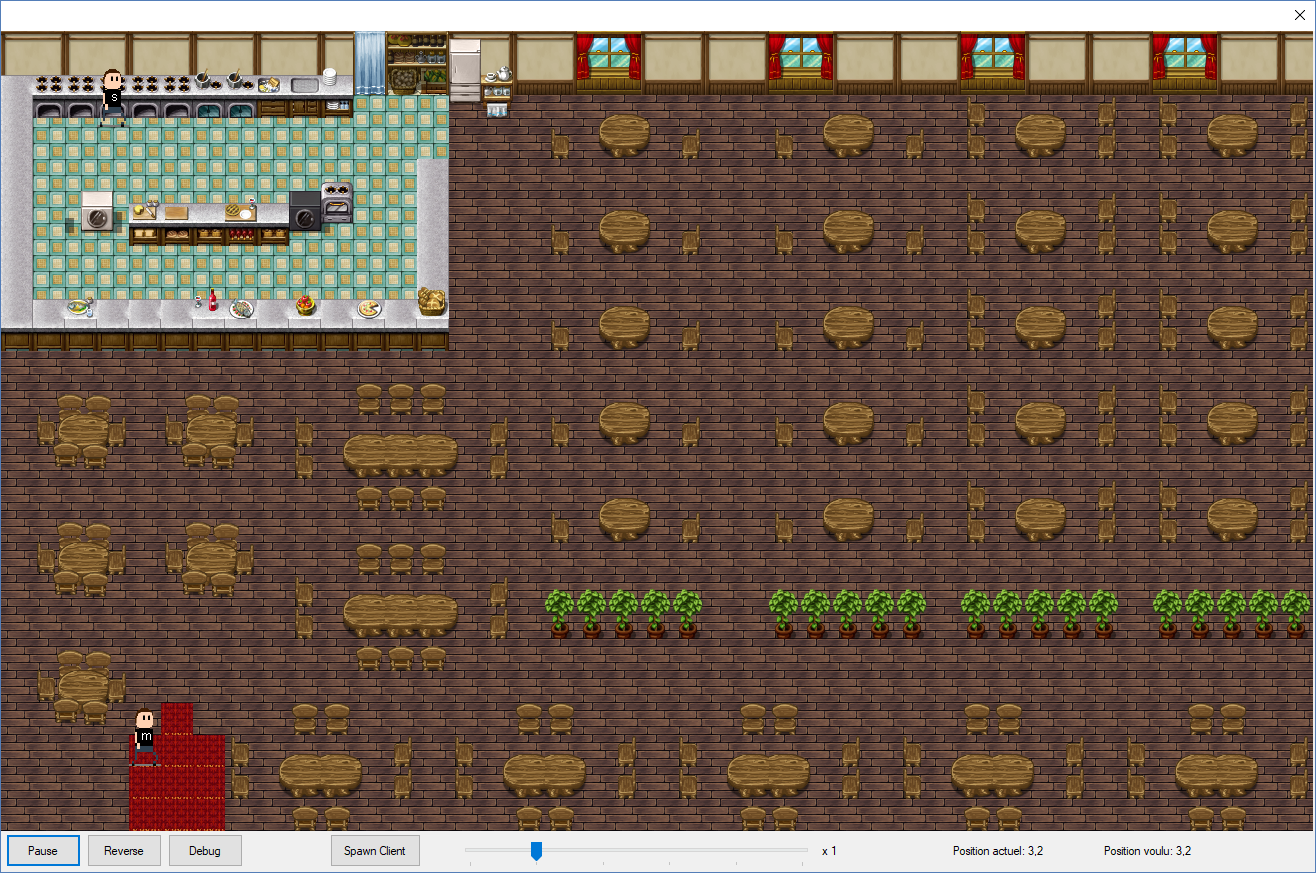 s
m
Pause
Reverse
Debug
Spawn Client
x 1
Position actuel: 3,2
Position voulu: 3,2